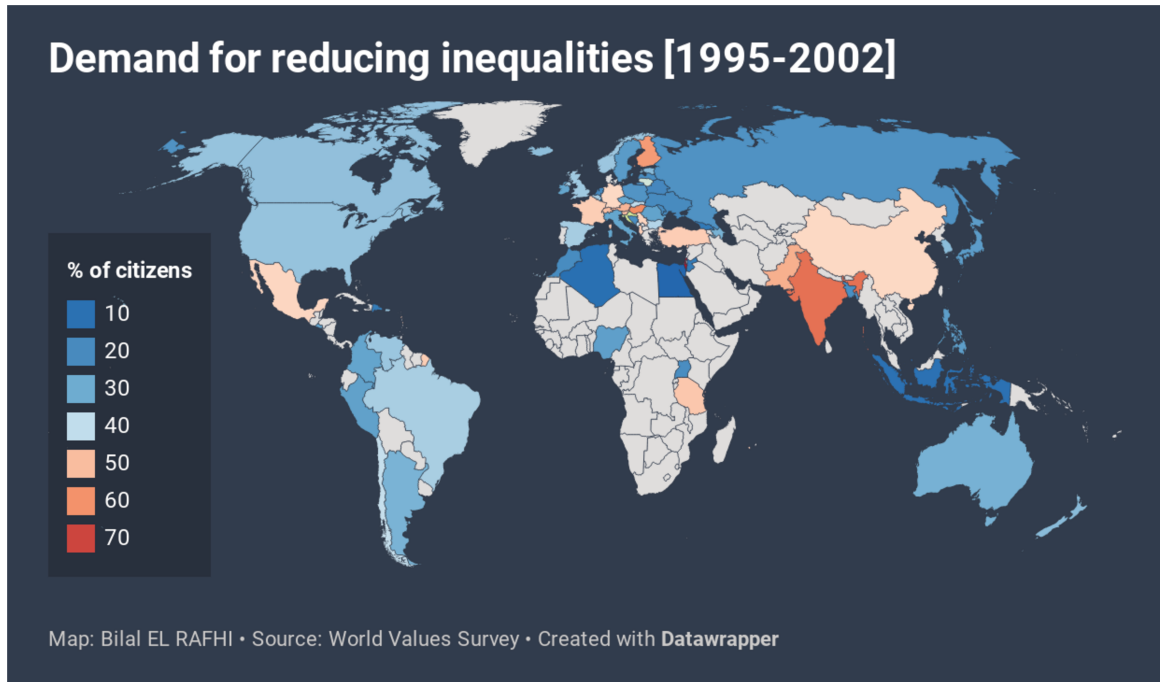 Demand for reducing inequalities [1995-2002]
% of citizens
10
20
30
40
50
60
70
Map: Bilal EL RAFHI • Source: World Values Survey • Created with Datawrapper